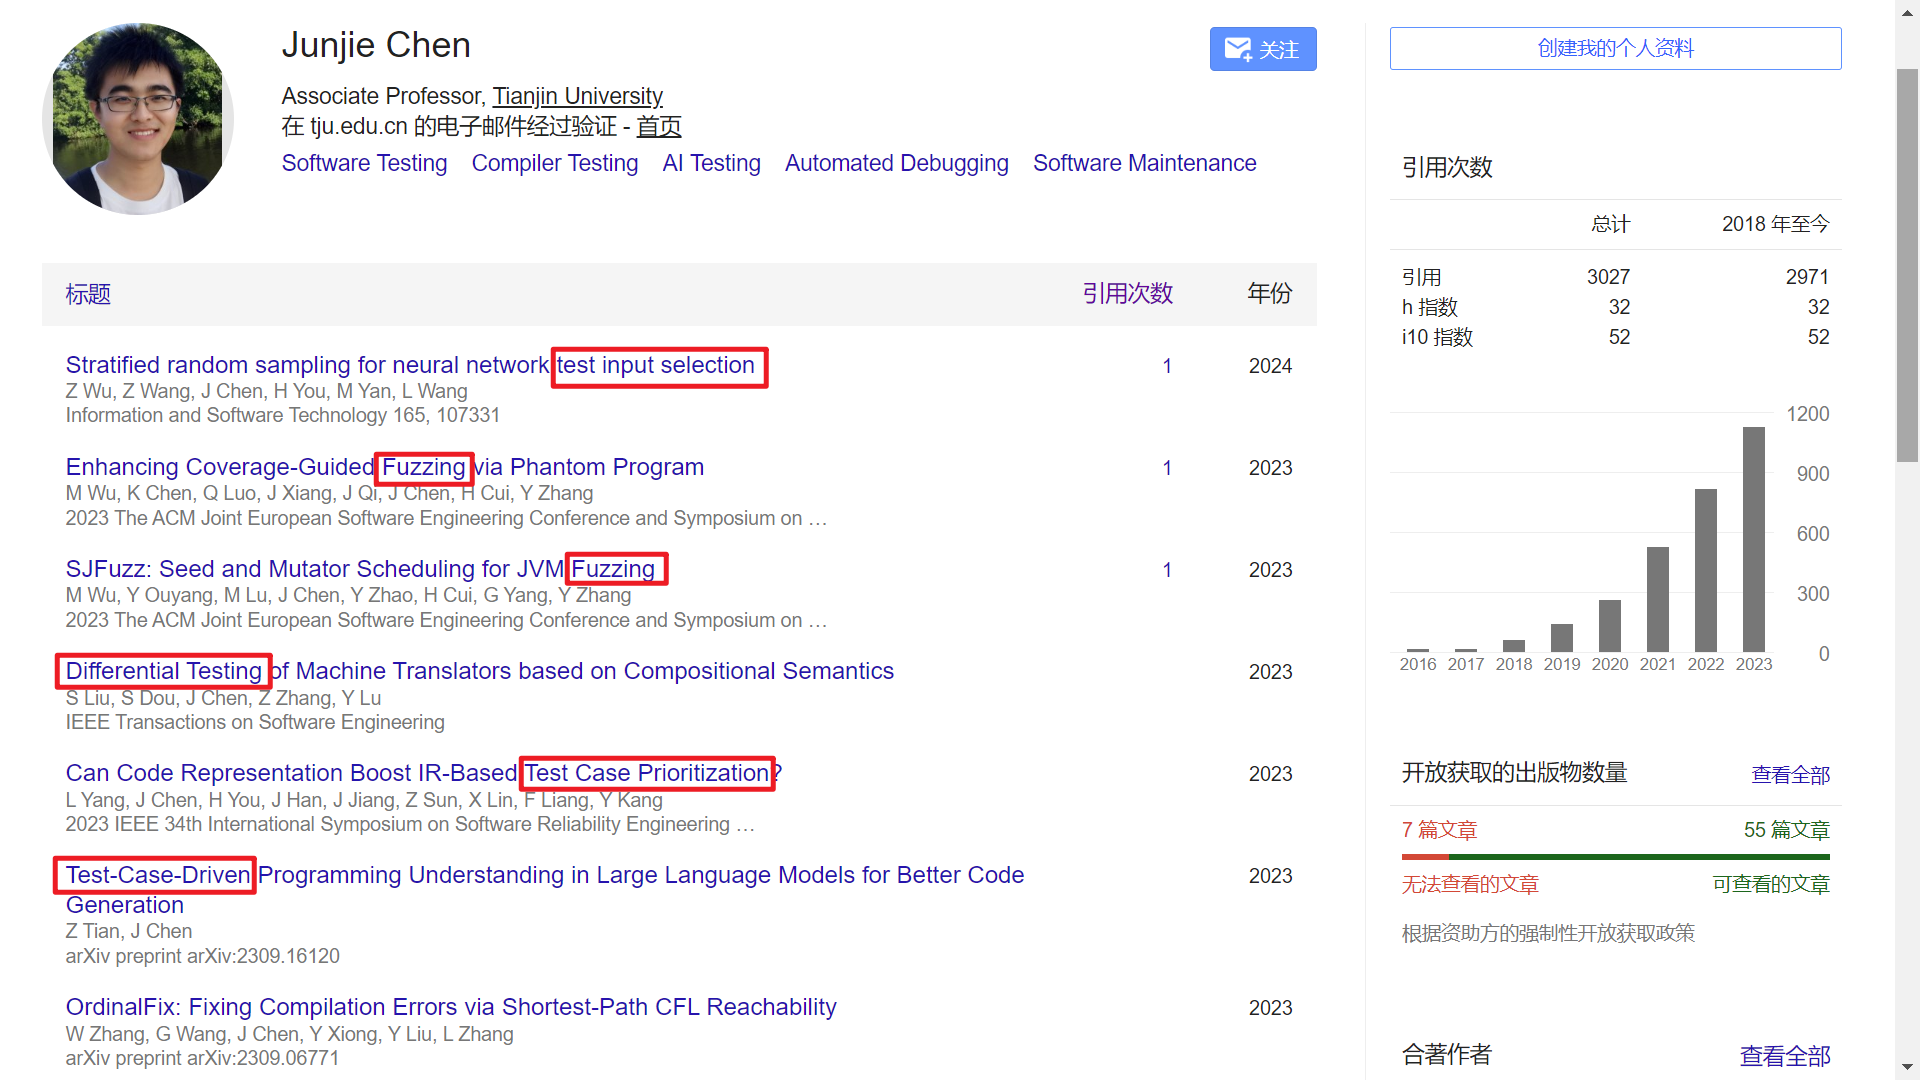 Junjie Chen
关注
Associate Professor, Tianjin University
在 tju.edu.cn 的电子邮件经过验证 - 首页
Software Testing Compiler Testing AI Testing Automated Debugging Software Maintenance
标题 引用次数 年份
Stratified random sampling for neural network test input selection 1 2024
Z Wu, Z Wang, J Chen, H You, M Yan, L Wang
Information and Software Technology 165, 107331
Enhancing Coverage-Guided Fuzzing via Phantom Program 1 2023
M Wu, K Chen, Q Luo, J Xiang, J Qi, J Chen, H Cui, Y Zhang
2023 The ACM Joint European Software Engineering Conference and Symposium on …
SJFuzz: Seed and Mutator Scheduling for JVM Fuzzing 1 2023
M Wu, Y Ouyang, M Lu, J Chen, Y Zhao, H Cui, G Yang, Y Zhang
2023 The ACM Joint European Software Engineering Conference and Symposium on …
Differential Testing of Machine Translators based on Compositional Semantics 2023
S Liu, S Dou, J Chen, Z Zhang, Y Lu
IEEE Transactions on Software Engineering
Can Code Representation Boost IR-Based Test Case Prioritization? 2023
L Yang, J Chen, H You, J Han, J Jiang, Z Sun, X Lin, F Liang, Y Kang
2023 IEEE 34th International Symposium on Software Reliability Engineering …
Test-Case-Driven Programming Understanding in Large Language Models for Better Code 2023
Generation
Z Tian, J Chen
arXiv preprint arXiv:2309.16120
OrdinalFix: Fixing Compilation Errors via Shortest-Path CFL Reachability 2023
W Zhang, G Wang, J Chen, Y Xiong, Y Liu, L Zhang
arXiv preprint arXiv:2309.06771
创建我的个人资料
引用次数
总计 2018 年至今
引用 3027 2971
h 指数 32 32
i10 指数 52 52
1200
900
600
300
0
2016 2017 2018 2019 2020 2021 2022 2023
开放获取的出版物数量 查看全部
7 篇文章 55 篇文章
无法查看的文章 可查看的文章
根据资助方的强制性开放获取政策
合著作者 查看全部